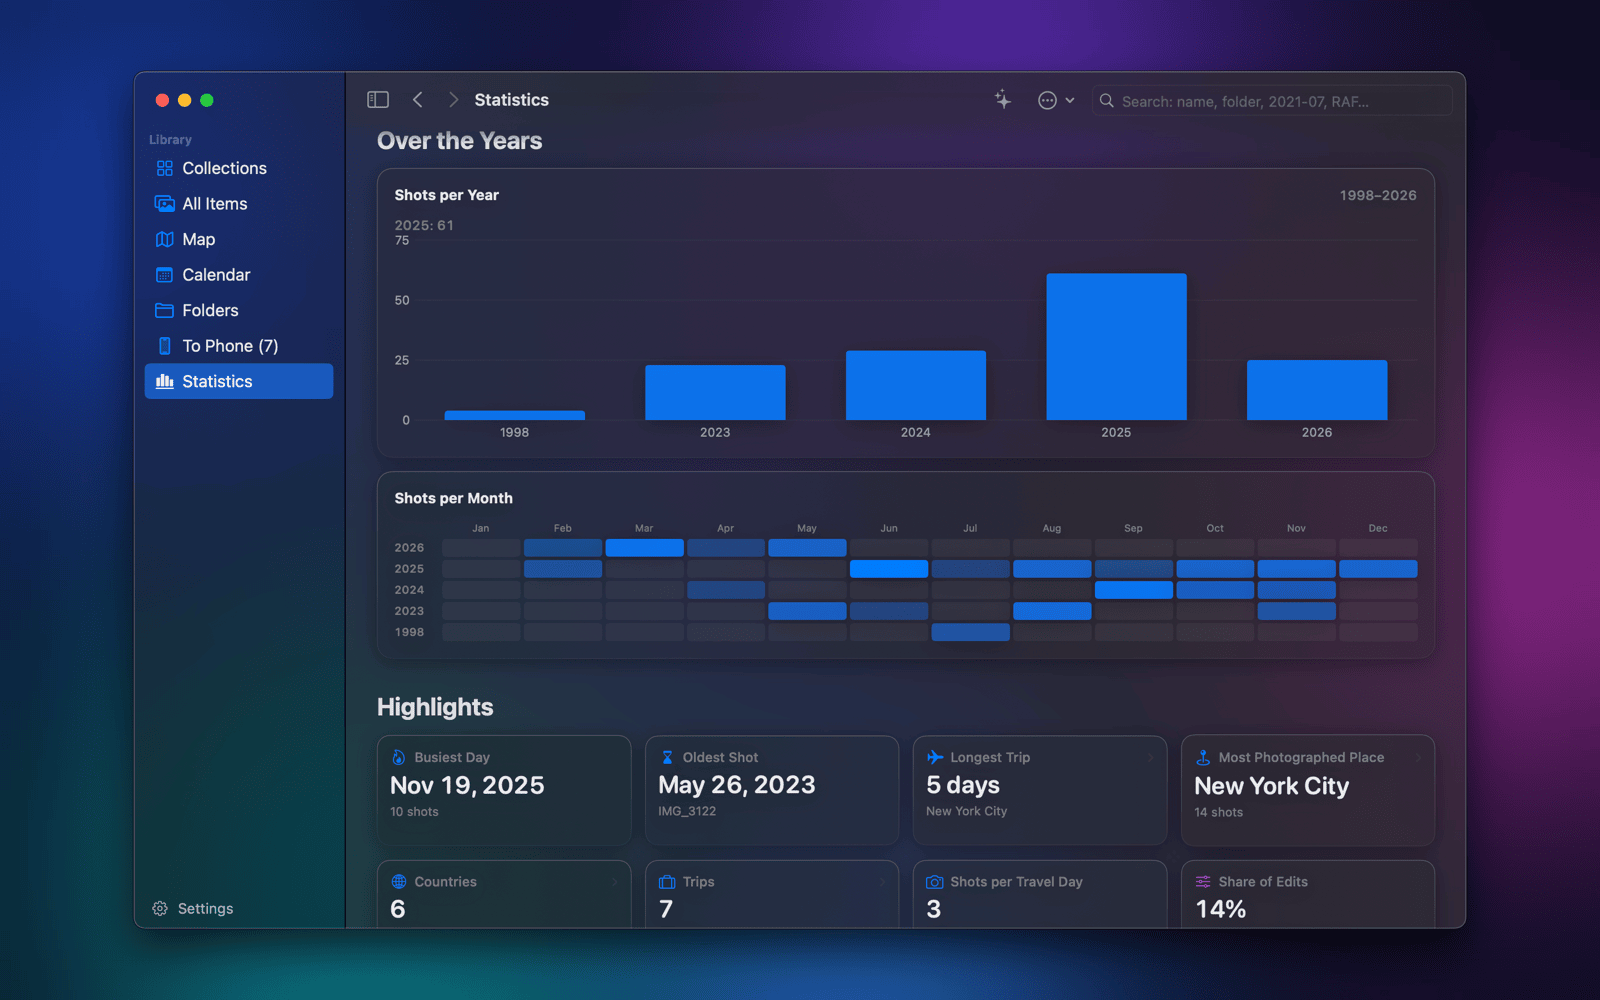 Statistics
Search: name, folder, 2021-07, RAF...
Library
Collections
All Items
Map
Calendar
Folders
To Phone (7)
Statistics
Settings
Over the Years
Shots per Year
1998–2026
2025: 61
75
50
25
0
1998 2023 2024 2025 2026
Shots per Month
Jan Feb Mar Apr May Jun Jul Aug Sep Oct Nov Dec
2026
2025
2024
2023
1998
Highlights
Busiest Day
Nov 19, 2025
10 shots
Oldest Shot
May 26, 2023
IMG_3122
Longest Trip
5 days
New York City
Most Photographed Place
New York City
14 shots
Countries
6
Trips
7
Shots per Travel Day
3
Share of Edits
14%